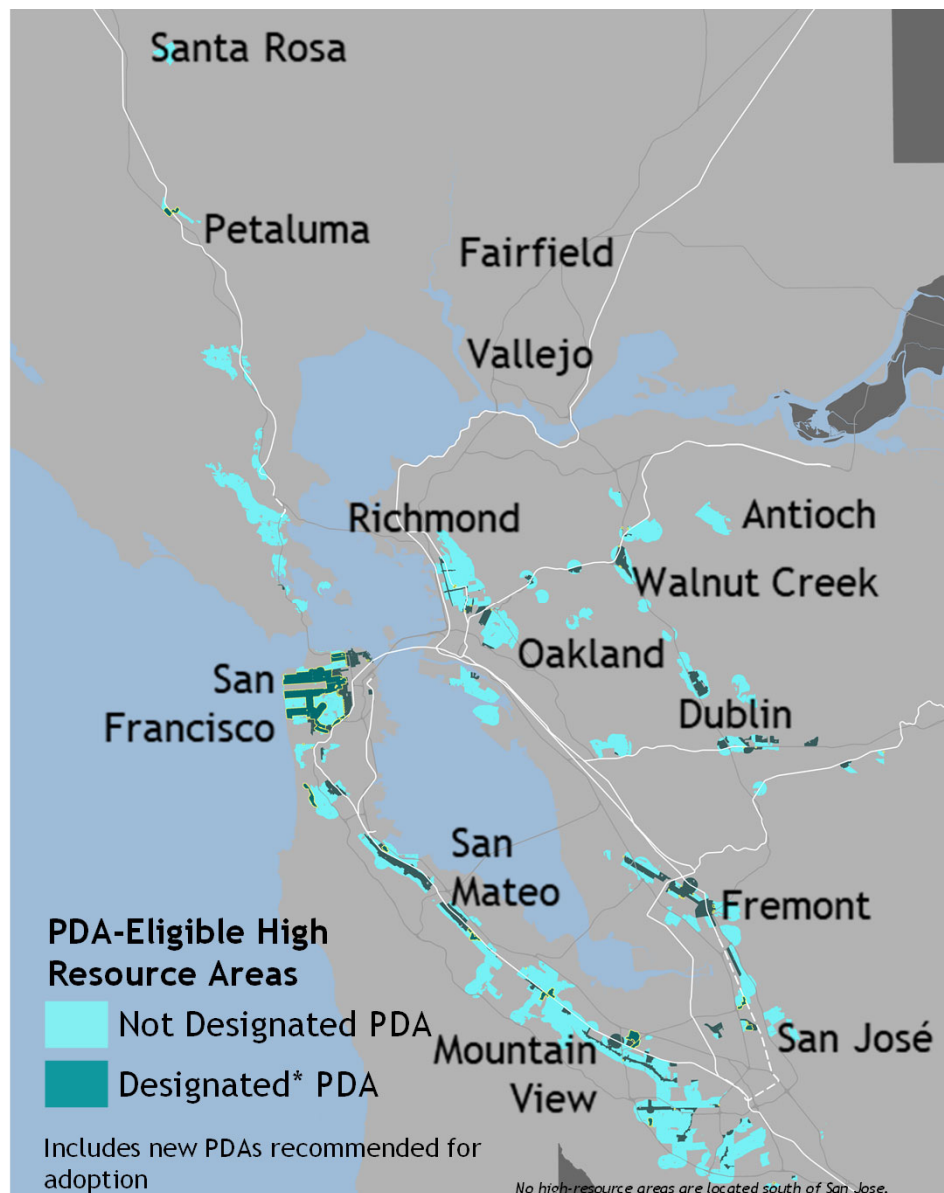 Santa Rosa
Petaluma
Fairfield
Vallejo
Richmond
Antioch
Walnut Creek
Oakland
San
Francisco
Dublin
San
Mateo
Fremont
PDA-Eligible High
Resource Areas
Not Designated PDA
Designated* PDA
Mountain
View
San José
Includes new PDAs recommended for
adoption
No high-resource areas are located south of San Jose.